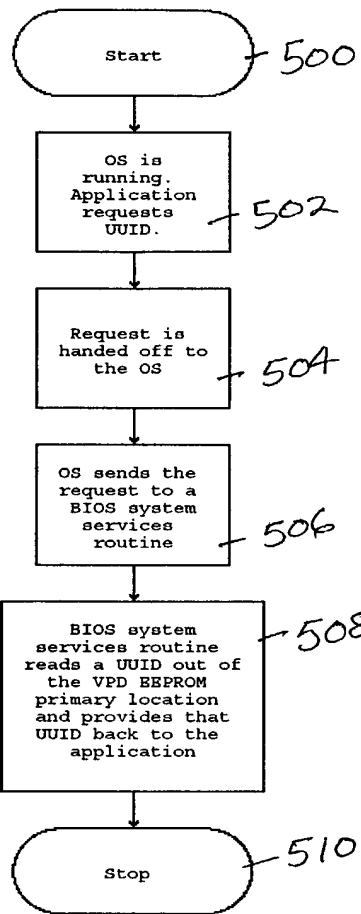 Start
500
OS is
running.
Application
requests
UUID.
502
Request is
handed off to
the OS
504
OS sends the
request to a
BIOS system
services
routine
506
BIOS system
services routine
reads a UUID out of
the VPD EEPROM
primary location
and provides that
UUID back to the
application
508
Stop
510